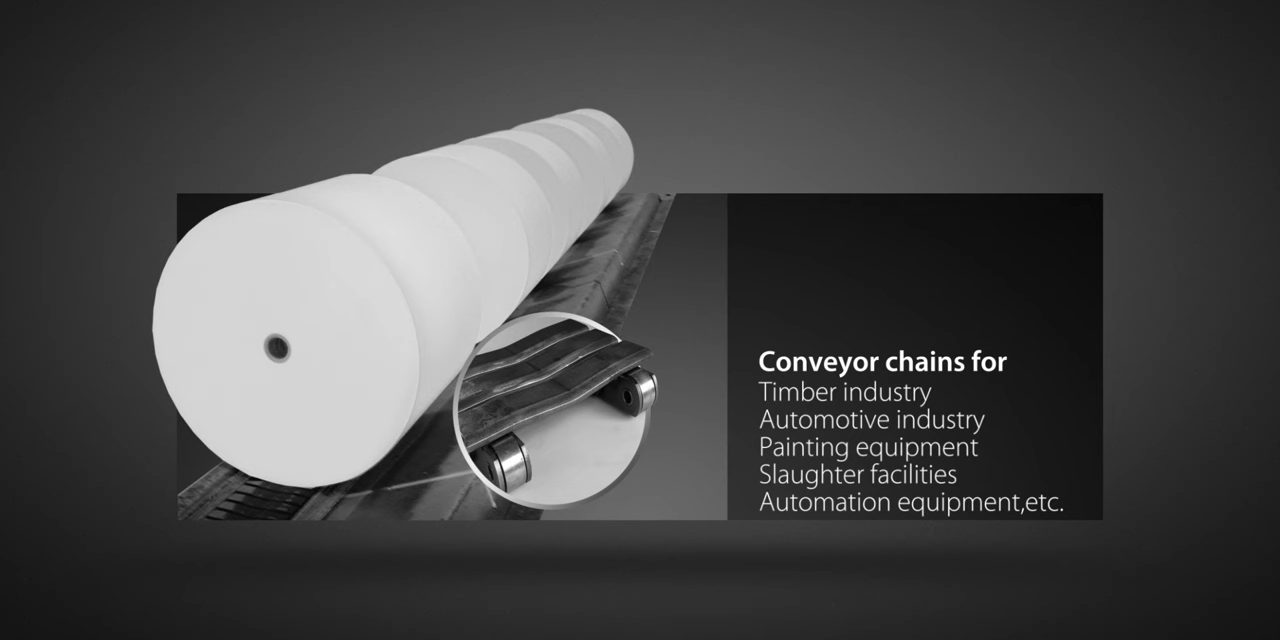 Conveyor chains for
Timber industry
Automotive industry
Painting equipment
Slaughter facilities
Automation equipment,etc.